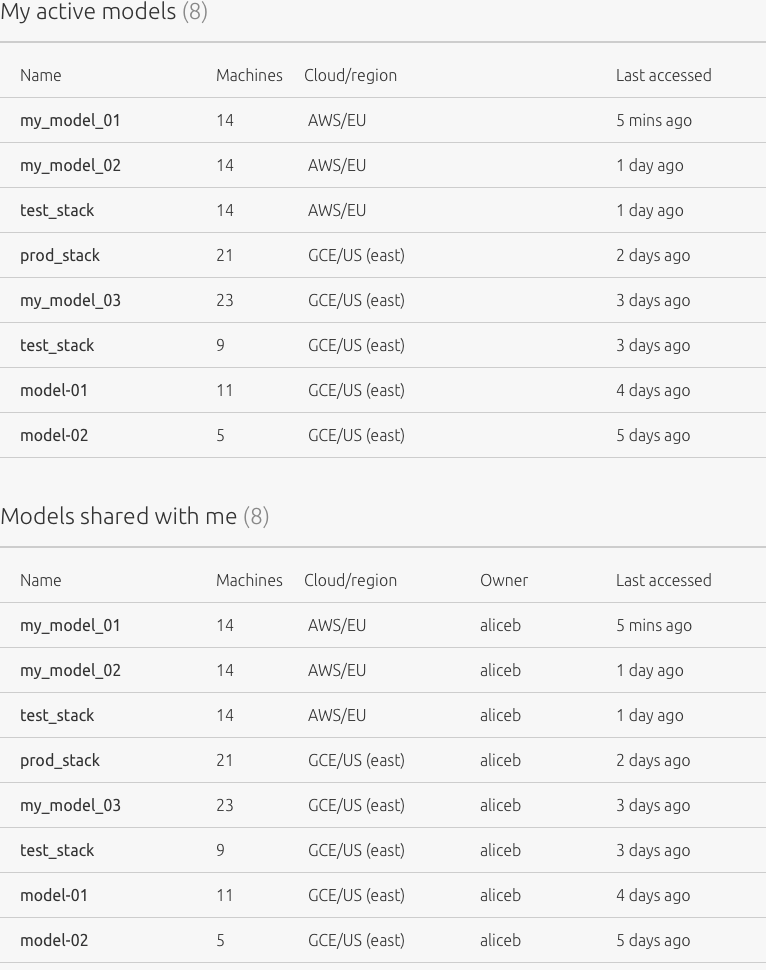 My active models (8)
Name Machines Cloud/region Last accessed
my_model_01 14 AWS/EU 5 mins ago
my_model_02 14 AWS/EU 1 day ago
test_stack 14 AWS/EU 1 day ago
prod_stack 21 GCE/US (east) 2 days ago
my_model_03 23 GCE/US (east) 3 days ago
test_stack 9 GCE/US (east) 3 days ago
model-01 11 GCE/US (east) 4 days ago
model-02 5 GCE/US (east) 5 days ago
Models shared with me (8)
Name Machines Cloud/region Owner Last accessed
my_model_01 14 AWS/EU aliceb 5 mins ago
my_model_02 14 AWS/EU aliceb 1 day ago
test_stack 14 AWS/EU aliceb 1 day ago
prod_stack 21 GCE/US (east) aliceb 2 days ago
my_model_03 23 GCE/US (east) aliceb 3 days ago
test_stack 9 GCE/US (east) aliceb 3 days ago
model-01 11 GCE/US (east) aliceb 4 days ago
model-02 5 GCE/US (east) aliceb 5 days ago